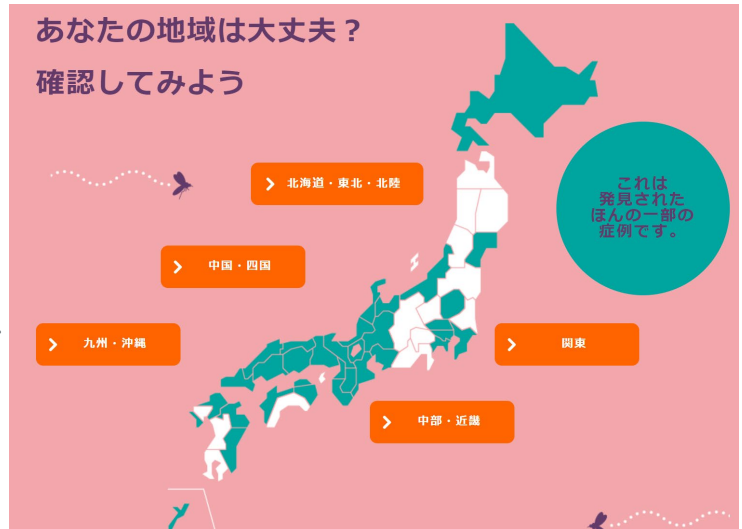 あなたの地域は大丈夫？
確認してみよう
北海道・東北・北陸
これは
発見された
ほんの一部の
症例です。
中国・四国
九州・沖縄
関東
中部・近畿